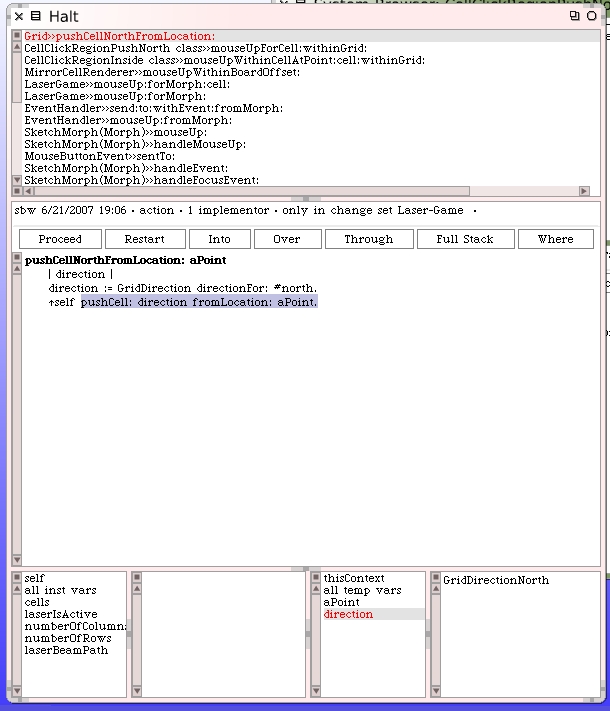 System Browser: CellClickRegionPushNorth
Halt
Grid>>pushCellNorthFromLocation:
CellClickRegionPushNorth class>>mouseUpForCell:withinGrid:
CellClickRegionInside class>>mouseUpWithinCellAtPoint:cell:withinGrid:
MirrorCellRenderer>>mouseUpWithinBoardOffset:
LaserGame>>mouseUp:forMorph:cell:
LaserGame>>mouseUp:forMorph:
EventHandler>>send:to:withEvent:fromMorph:
EventHandler>>mouseUp:fromMorph:
SketchMorph(Morph)>>mouseUp:
SketchMorph(Morph)>>handleMouseUp:
MouseButtonEvent>>sentTo:
SketchMorph(Morph)>>handleEvent:
SketchMorph(Morph)>>handleFocusEvent:
sbw 6/21/2007 19:06 · action · 1 implementor · only in change set Laser-Game ·
Proceed Restart Into Over Through Full Stack Where
pushCellNorthFromLocation: aPoint
| direction |
direction := GridDirection directionFor: #north.
↑self pushCell: direction fromLocation: aPoint.
self
all inst vars
cells
laserIsActive
numberOfColumns
numberOfRows
laserBeamPath
thisContext
all temp vars
aPoint
direction
GridDirectionNorth